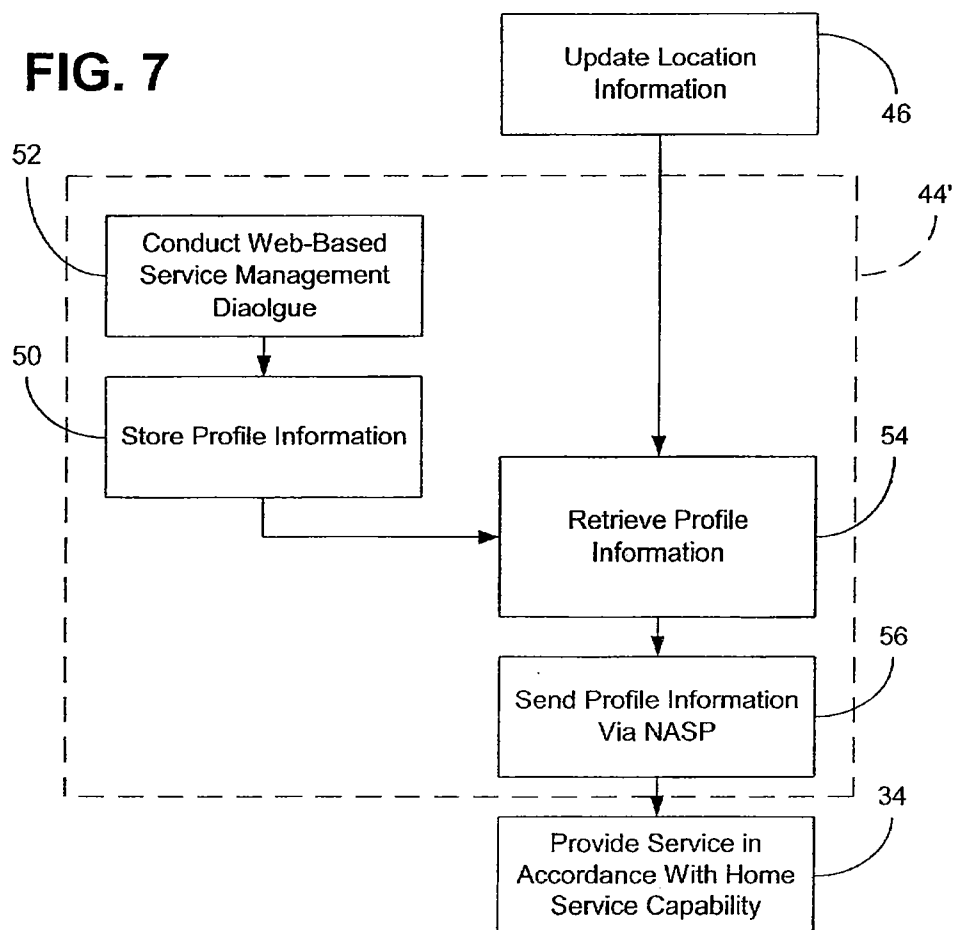 FIG. 7
Update Location
Information
46
52
44'
Conduct Web-Based
Service Management
Diaolgue
50
Store Profile Information
54
Retrieve Profile
Information
56
Send Profile Information
Via NASP
34
Provide Service in
Accordance With Home
Service Capability